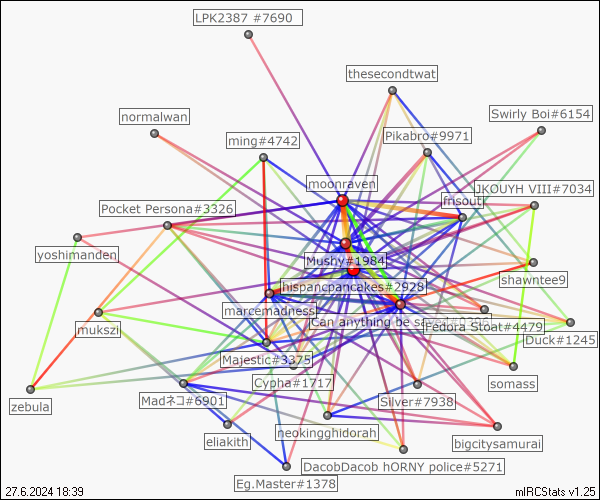 LPK2387 #7690
thesecondtwat
normalwan
Swirly Boi#6154
ming#4742
Pikabro#9971
moonraven
JKOUYH VIII#7034
frisout
Pocket Persona#3326
yoshimanden
Mushy#1984
shawntee9
hispancpancakes#2928
marcemadness
Can anything be s
Fedora Stoat#4479
mukszi
Duck#1245
Majestic#3375
Cypha#1717
somass
zebula
Madネコ#6901
Silver#7938
eliakith
neokingghidorah
bigcitysamurai
DacobDacob hORNY police#5271
Eg.Master#1378
27.6.2024 18:39
mIRCStats v1.25